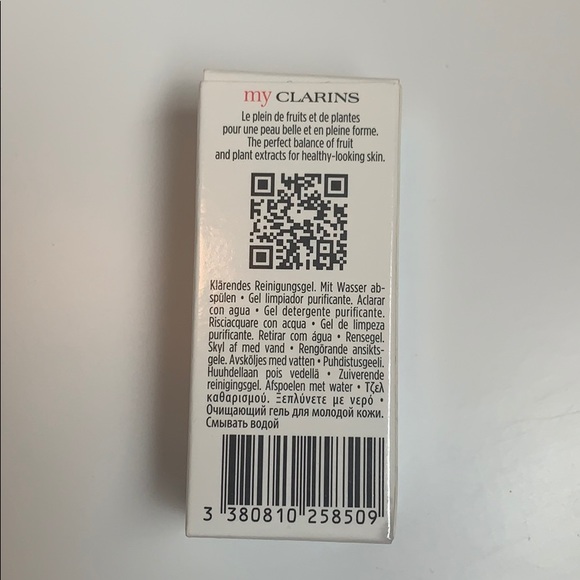 my CLARINS
Le plein de fruits et de plantes
pour une peau belle et en pleine forme.
The perfect balance of fruit
and plant extracts for healthy-looking skin.
Klärendes Reinigungsgel. Mit Wasser ab-
spülen • Gel limpiador purificante. Aclarar
con agua • Gel detergente purificante.
Risciacquare con acqua • Gel de limpeza
purificante. Retirar com água • Rensegel.
Skyl af med vand • Rengörande ansikts-
gele. Avsköljes med vatten • Puhdistusgeeli.
Huuhdellaan pois vedellä • Zuiverende
reinigingsgel. Afspoelen met water • Τζελ
καθαρισμού. Ξεπλύνετε με νερό •
Очищающий гель для молодой кожи.
Смывать водой
3 380810 258509